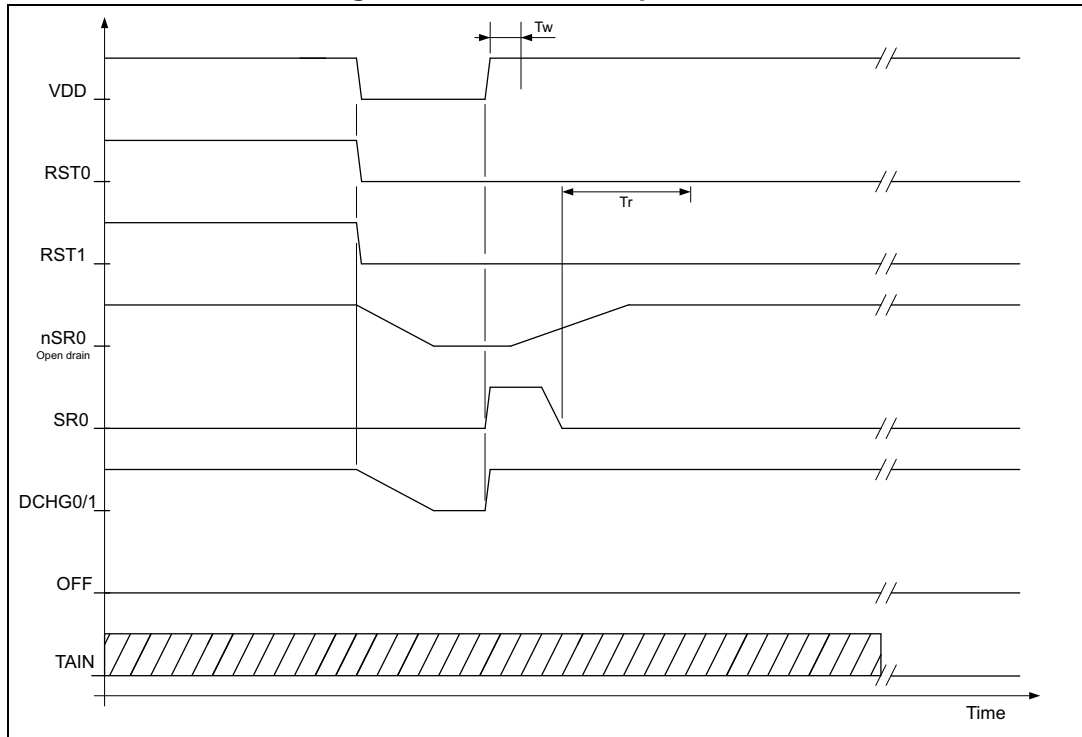 Tw
VDD
RST0
Tr
RST1
nSR0
Open drain
SR0
DCHG0/1
OFF
TAIN
Time